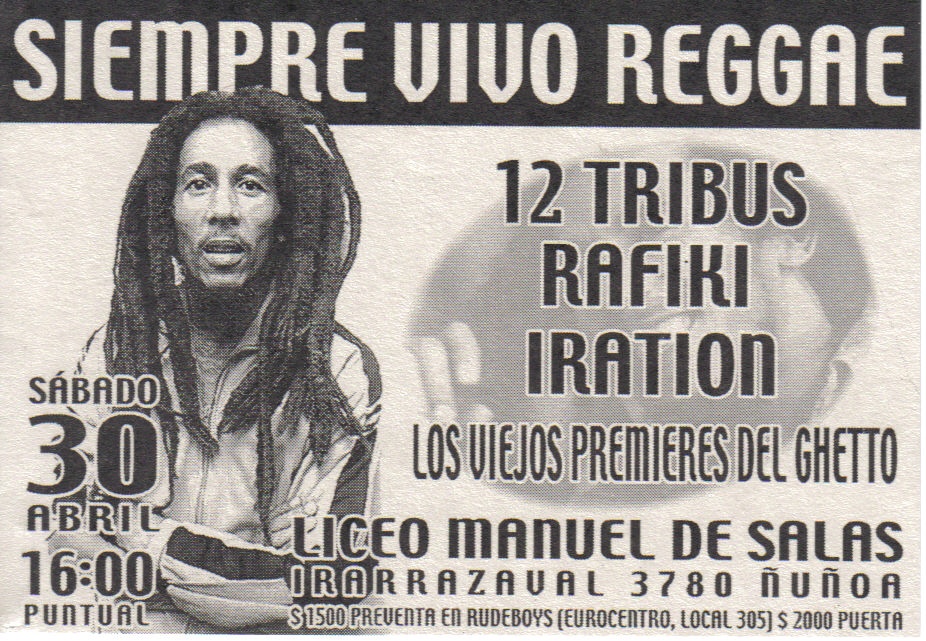 SIEMPRE VIVO REGGAE
12 TRIBUS
RAFIKI
IRATION
LOS VIEJOS PREMIERES DEL GHETTO
SÁBADO
30
ABRIL
16:00
PUNTUAL
LICEO MANUEL DE SALAS
IRARRAZAVAL 3780 ÑUÑOA
$1500 PREVENTA EN RUDEBOYS (EUROCENTRO, LOCAL 305) $ 2000 PUERTA